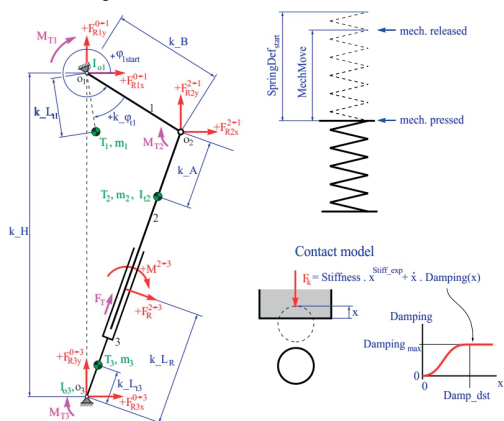 k_B
+F_R1y^0→1
M_T1
+φ_1start
I_o1
o_1
+F_R1x^0→1
k_L_t1
+k_φ_t1
1
+F_R2y^2→1
+F_R2x^2→1
M_T2
o_2
T_1, m_1
k_A
T_2, m_2, I_t2
2
k_H
+M^2→3
F_T
+F_R^2→3
3
k_L_R
+F_R3y^0→3
T_3, m_3
I_o3, o_3
k_L_t3
+F_R3x^0→3
M_T3
SpringDef_start
MechMove
mech. released
mech. pressed
Contact model
F_k = Stiffness . x^Stiff_exp + ẋ . Damping(x)
x
Damping
Damping_max
0
0
Damp_dst
x